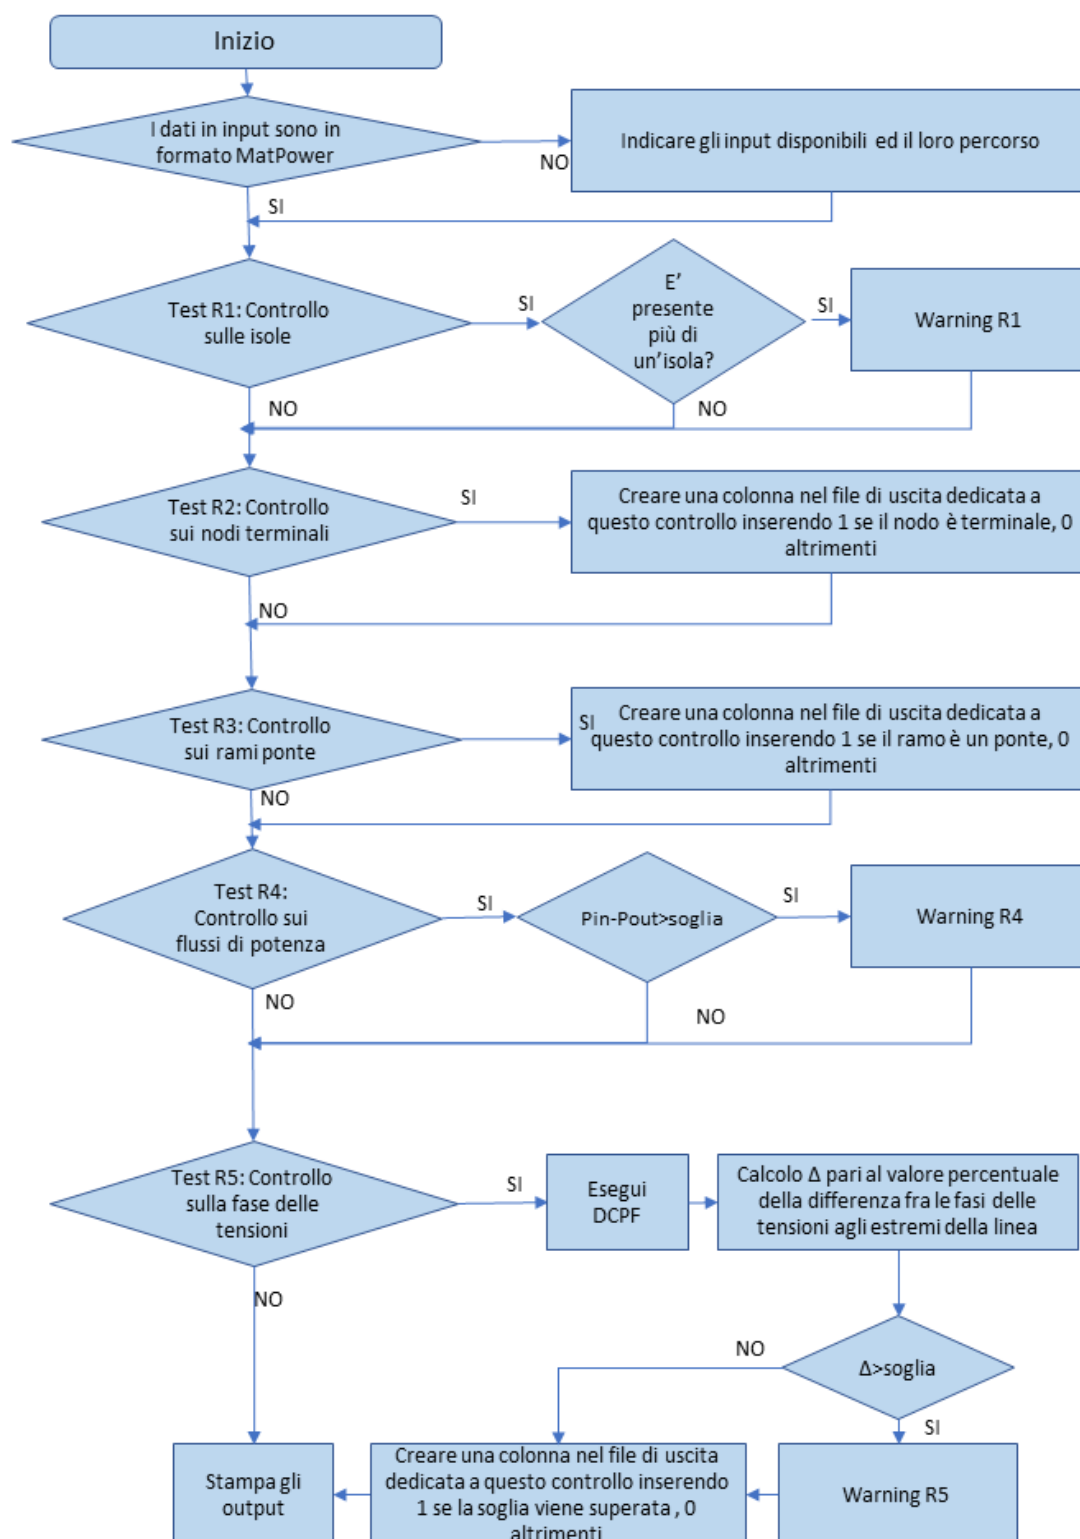 Inizio
I dati in input sono in
formato MatPower
NO
Indicare gli input disponibili ed il loro percorso
SI
Test R1: Controllo
sulle isole
SI
E'
presente
più di
un'isola?
SI
Warning R1
NO
NO
Test R2: Controllo
sui nodi terminali
SI
Creare una colonna nel file di uscita dedicata a
questo controllo inserendo 1 se il nodo è terminale, 0
altrimenti
NO
Test R3: Controllo
sui rami ponte
SI
Creare una colonna nel file di uscita dedicata a
questo controllo inserendo 1 se il ramo è un ponte, 0
altrimenti
NO
Test R4:
Controllo sui
flussi di potenza
SI
Pin-Pout>soglia
SI
Warning R4
NO
NO
Test R5: Controllo
sulla fase delle
tensioni
SI
Esegui
DCPF
Calcolo Δ pari al valore percentuale
della differenza fra le fasi delle
tensioni agli estremi della linea
NO
NO
Δ>soglia
SI
Stampa gli
output
Creare una colonna nel file di uscita
dedicata a questo controllo inserendo
1 se la soglia viene superata , 0
altrimenti
Warning R5